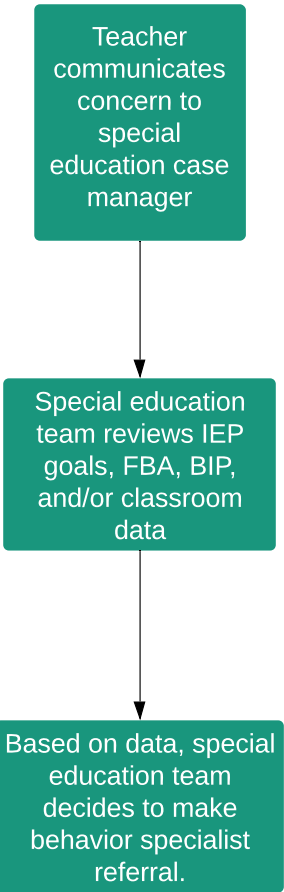 Teacher
communicates
concern to
special
education case
manager
Special education
team reviews IEP
goals, FBA, BIP,
and/or classroom
data
Based on data, special
education team
decides to make
behavior specialist
referral.